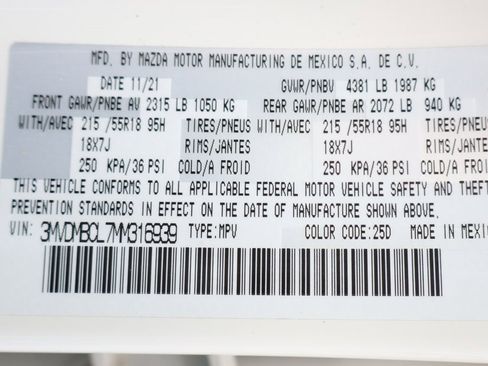 MFD. BY MAZDA MOTOR MANUFACTURING DE MEXICO S.A. DE C.V.
DATE 11/21 GVWR/PNBV 4381 LB 1987 KG
FRONT GAWR/PNBE AV 2315 LB 1050 KG REAR GAWR/PNBE AR 2072 LB 940 KG
WITH/AVEC 215 /55R18 95H TIRES/PNEUS WITH/AVEC 215 /55R18 95H TIRES/PNEUS
18X7J RIMS/JANTES 18X7J RIMS/JANTES
250 KPA/36 PSI COLD/A FROID 250 KPA/36 PSI COLD/A FROID
THIS VEHICLE CONFORMS TO ALL APPLICABLE FEDERAL MOTOR VEHICLE SAFETY AND THEFT
PREVENTION STANDARDS IN EFFECT ON THE DATE OF MANUFACTURE SHOWN ABOVE.
VIN: 3MVDMBCL7MM316939 TYPE:MPV COLOR CODE:25D MADE IN MEXIC